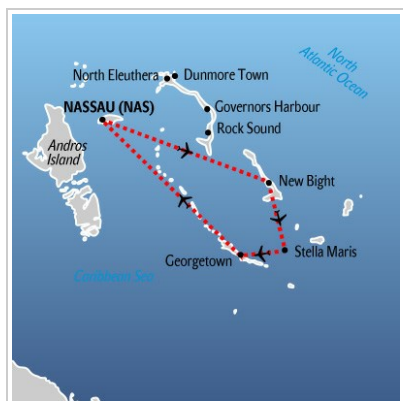 North
Atlantic Ocean
North Eleuthera
Dunmore Town
NASSAU (NAS)
Governors Harbour
Rock Sound
Andros
Island
New Bight
Georgetown
Stella Maris
Caribbean Sea